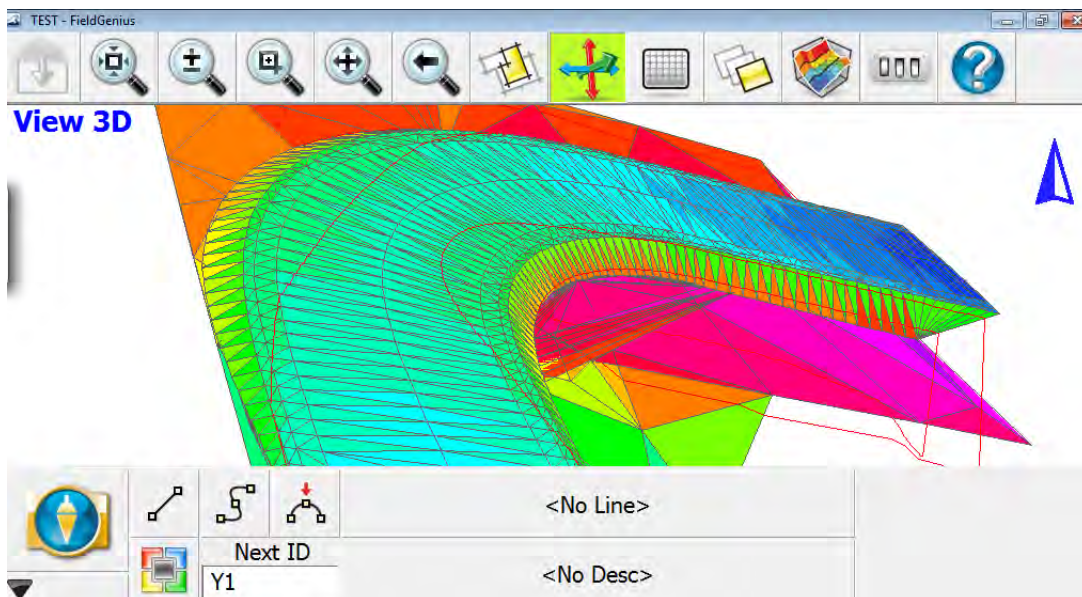 TEST - FieldGenius
View 3D
<No Line>
Next ID
Y1
<No Desc>